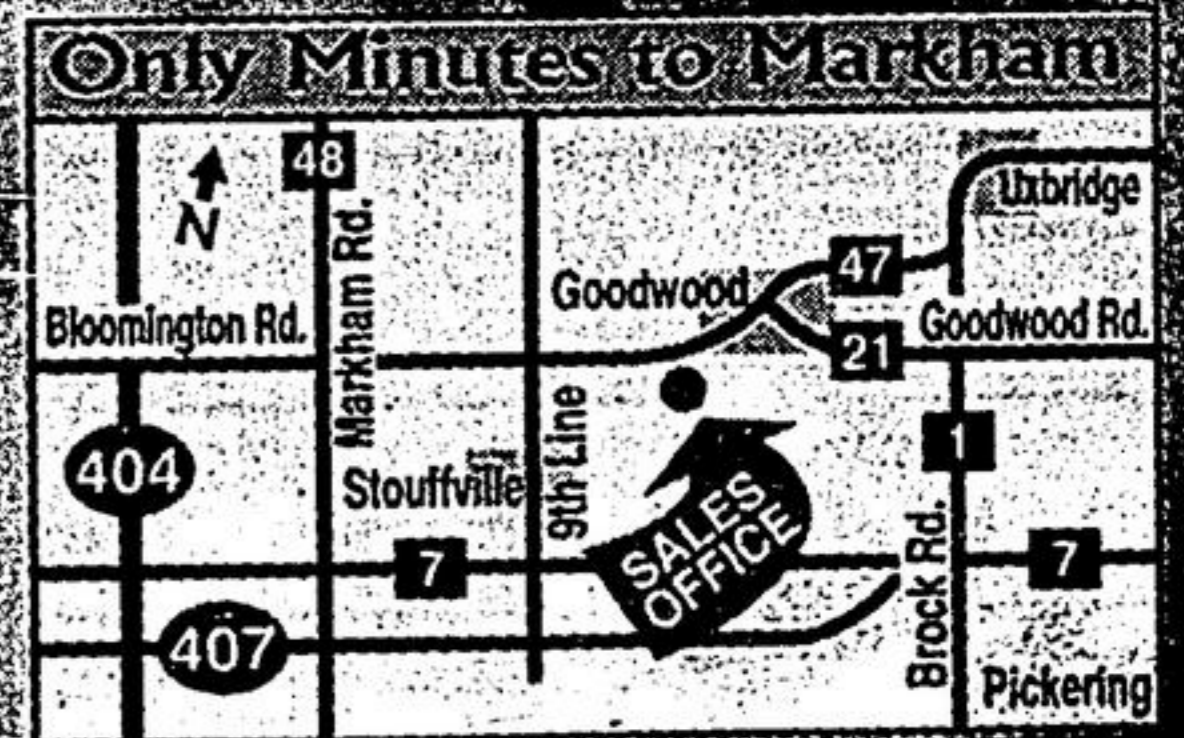 Only Minutes to Markham
48
N
Uxbridge
Markham Rd.
47
Goodwood
Bloomington Rd.
Goodwood Rd.
21
9th Line
1
404
Stouffville
SALES
OFFICE
Brock Rd.
7
7
407
Pickering